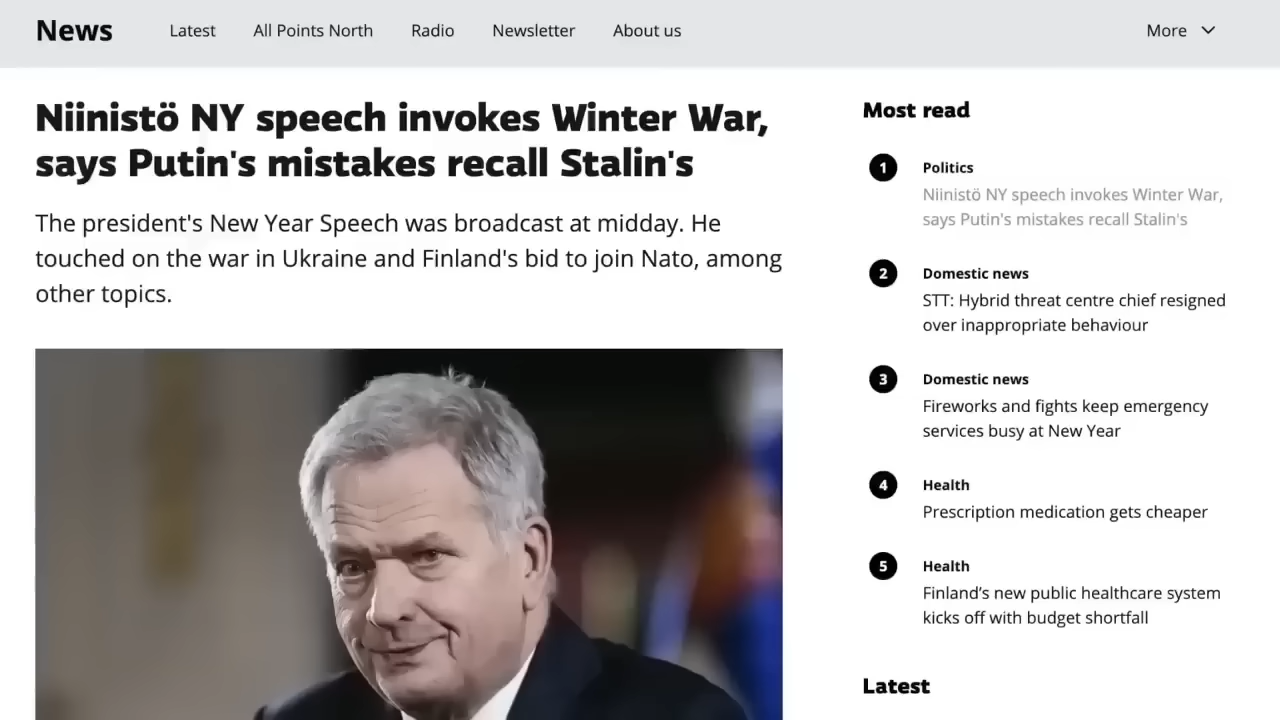 News
Latest
All Points North
Radio
Newsletter
About us
More
Niinistö NY speech invokes Winter War,
says Putin's mistakes recall Stalin's
The president's New Year Speech was broadcast at midday. He
touched on the war in Ukraine and Finland's bid to join Nato, among
other topics.
Most read
1
Politics
Niinistö NY speech invokes Winter War,
says Putin's mistakes recall Stalin's
2
Domestic news
STT: Hybrid threat centre chief resigned
over inappropriate behaviour
3
Domestic news
Fireworks and fights keep emergency
services busy at New Year
4
Health
Prescription medication gets cheaper
5
Health
Finland’s new public healthcare system
kicks off with budget shortfall
Latest